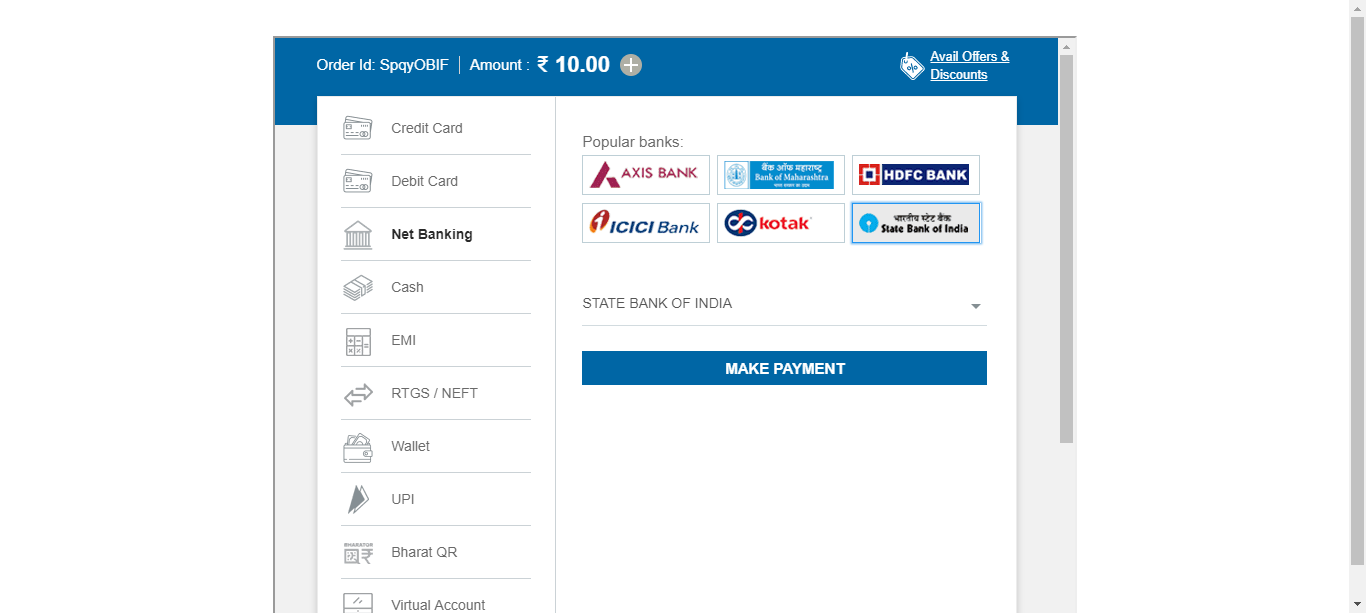 Order Id: SpqyOBIF | Amount : ₹ 10.00
Avail Offers &
Discounts
Credit Card
Debit Card
Net Banking
Cash
EMI
RTGS / NEFT
Wallet
UPI
Bharat QR
Virtual Account
Popular banks:
AXIS BANK
बैंक ऑफ महाराष्ट्र
Bank of Maharashtra
HDFC BANK
ICICI Bank
kotak
भारतीय स्टेट बैंक
State Bank of India
STATE BANK OF INDIA
MAKE PAYMENT